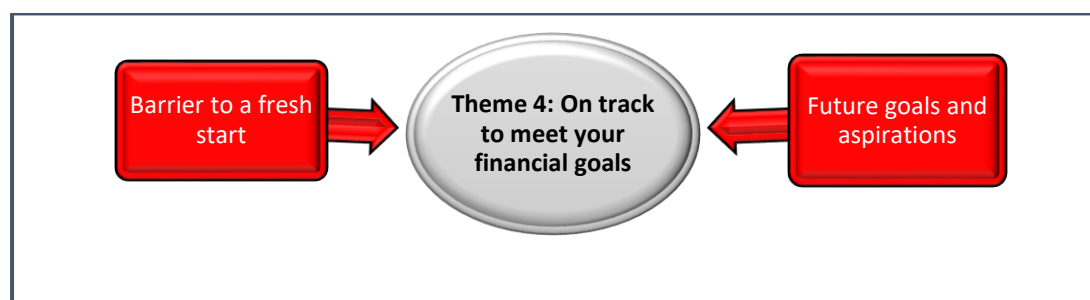 Barrier to a fresh
start
Theme 4: On track
to meet your
financial goals
Future goals and
aspirations